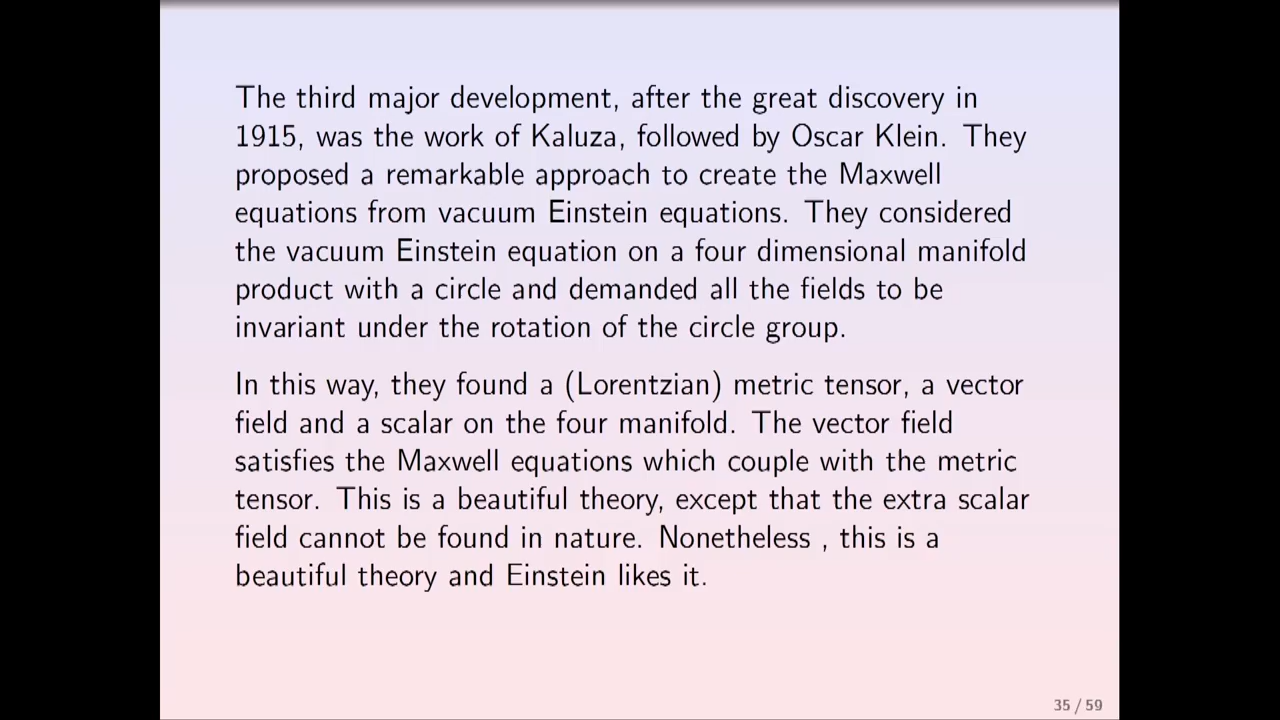 The third major development, after the great discovery in
1915, was the work of Kaluza, followed by Oscar Klein. They
proposed a remarkable approach to create the Maxwell
equations from vacuum Einstein equations. They considered
the vacuum Einstein equation on a four dimensional manifold
product with a circle and demanded all the fields to be
invariant under the rotation of the circle group.
In this way, they found a (Lorentzian) metric tensor, a vector
field and a scalar on the four manifold. The vector field
satisfies the Maxwell equations which couple with the metric
tensor. This is a beautiful theory, except that the extra scalar
field cannot be found in nature. Nonetheless , this is a
beautiful theory and Einstein likes it.
35 / 59